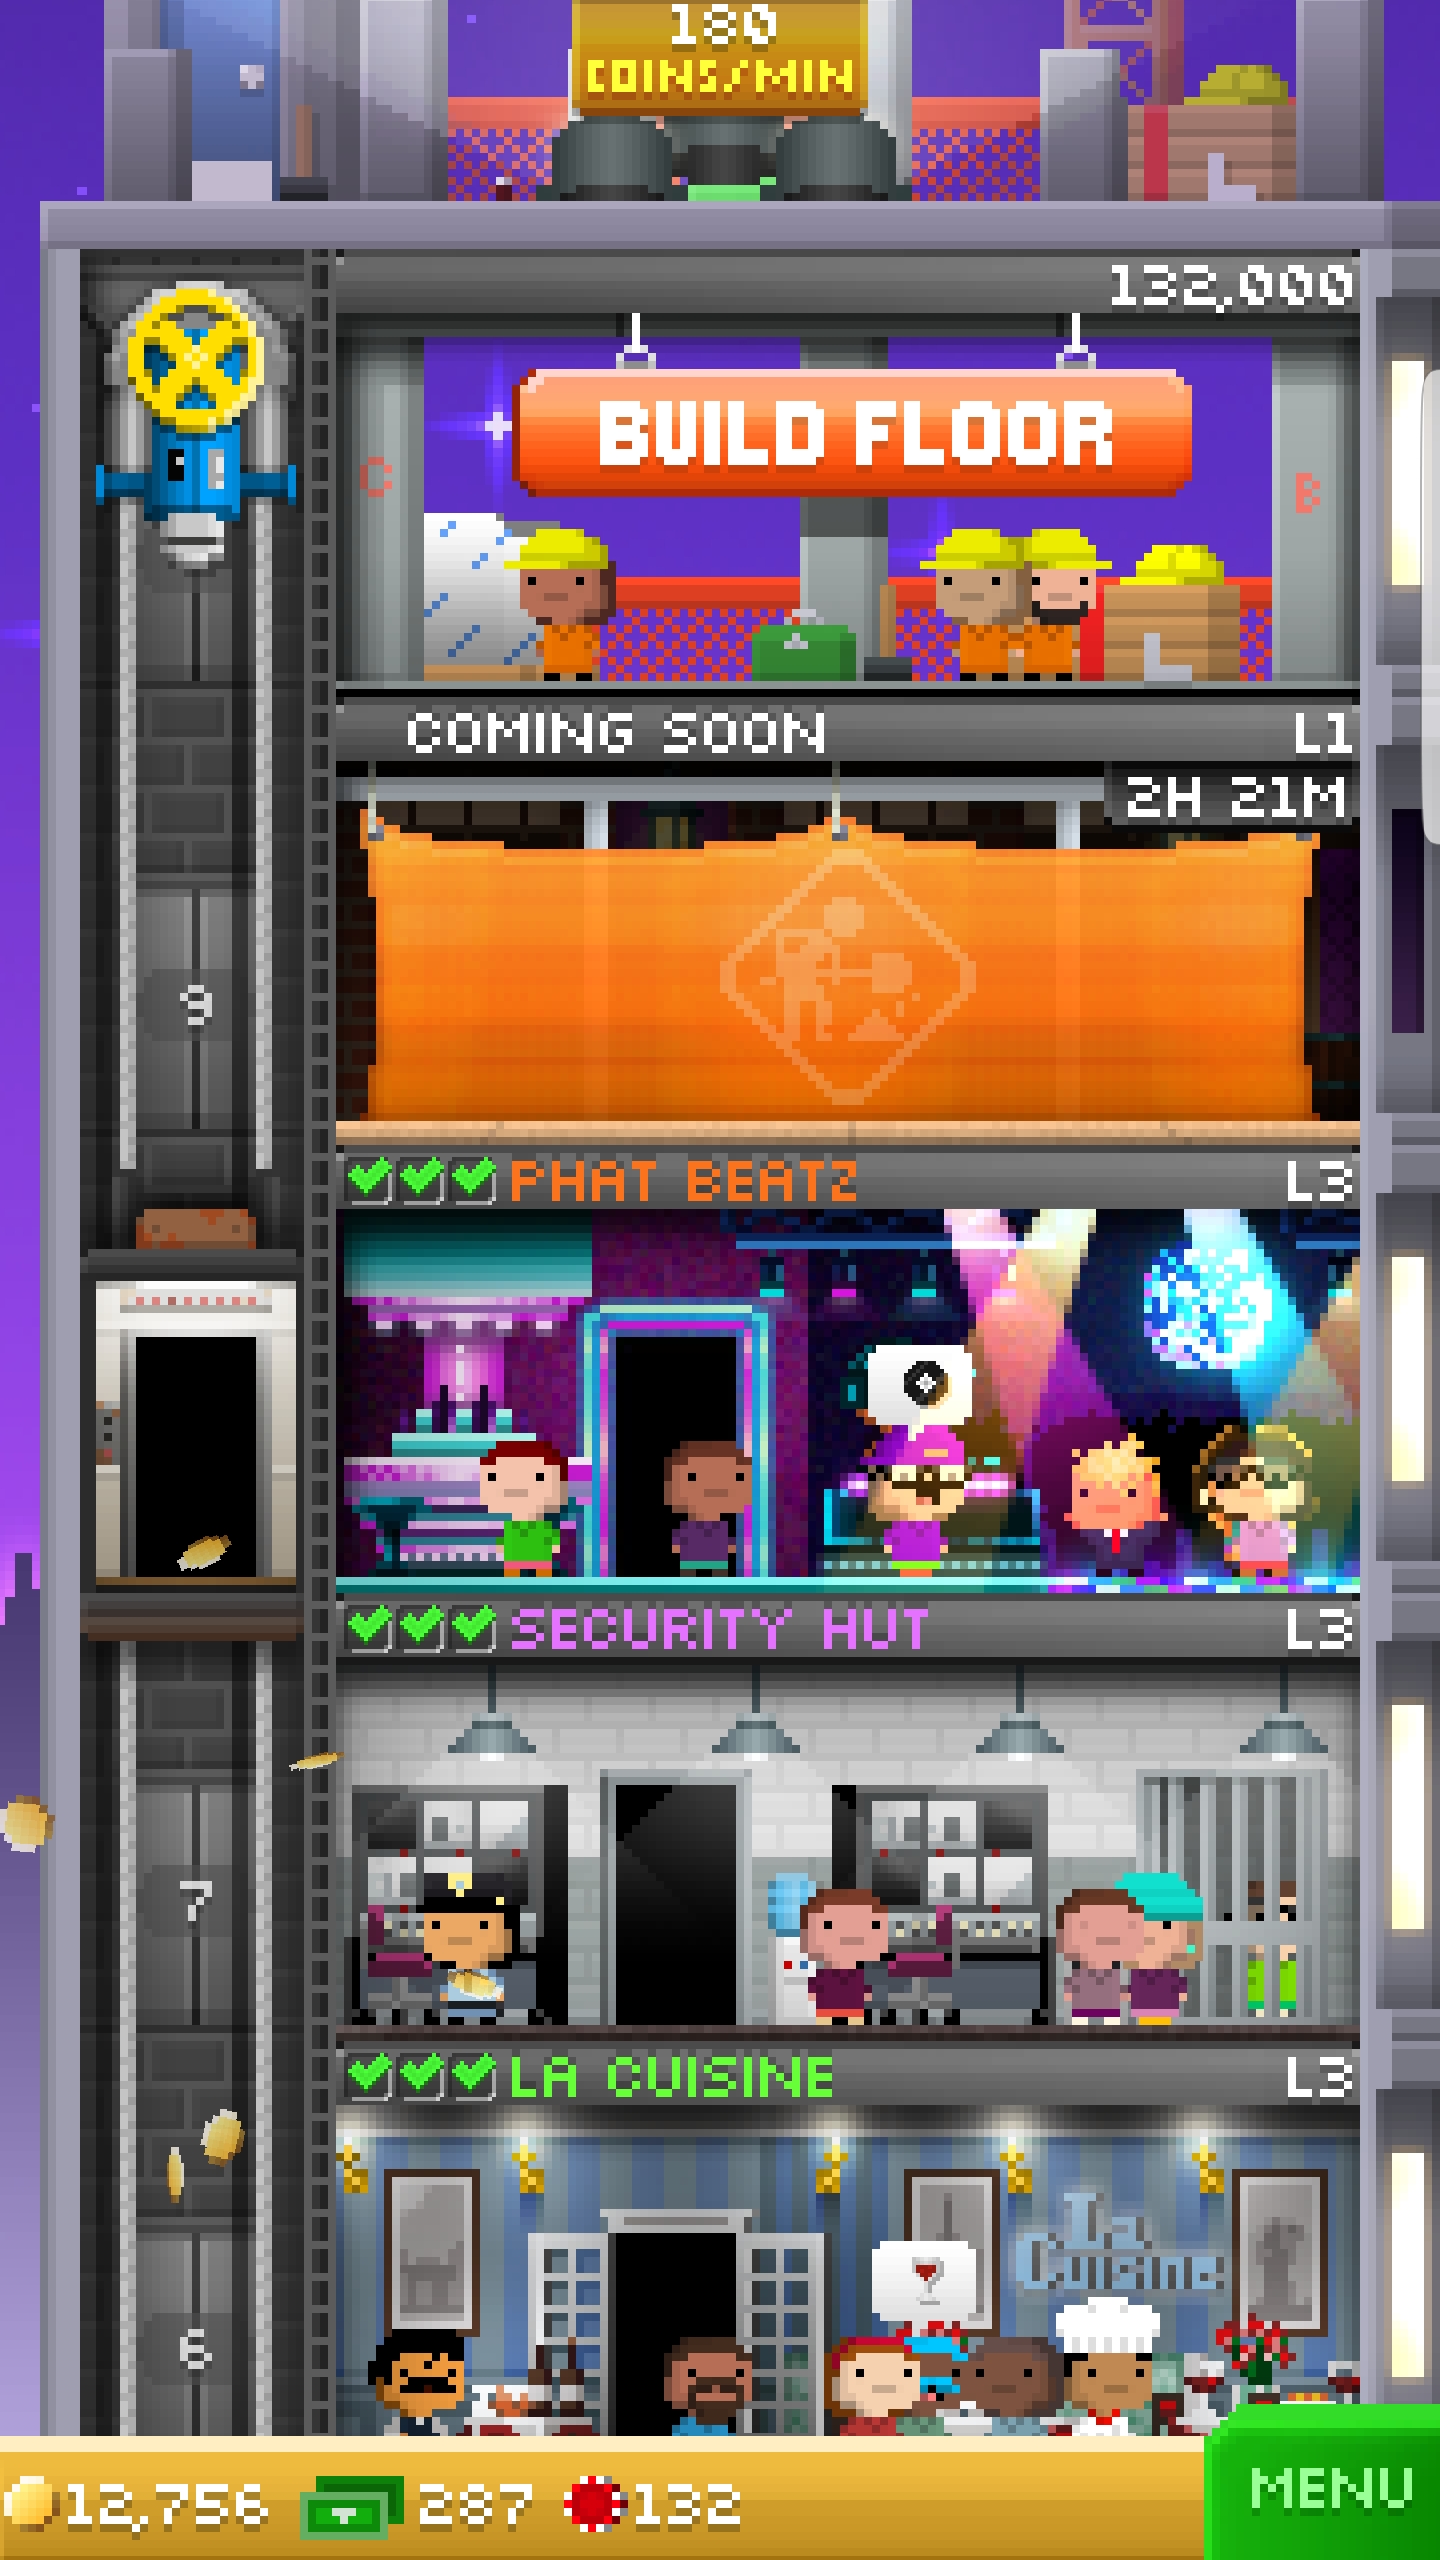 180
COINS/MIN
132,000
BUILD FLOOR
C
B
COMING SOON
L1
2H 21M
9
PHAT BEATZ
L3
SECURITY HUT
L3
7
LA CUISINE
L3
La
Cuisine
6
12,756
287
132
MENU